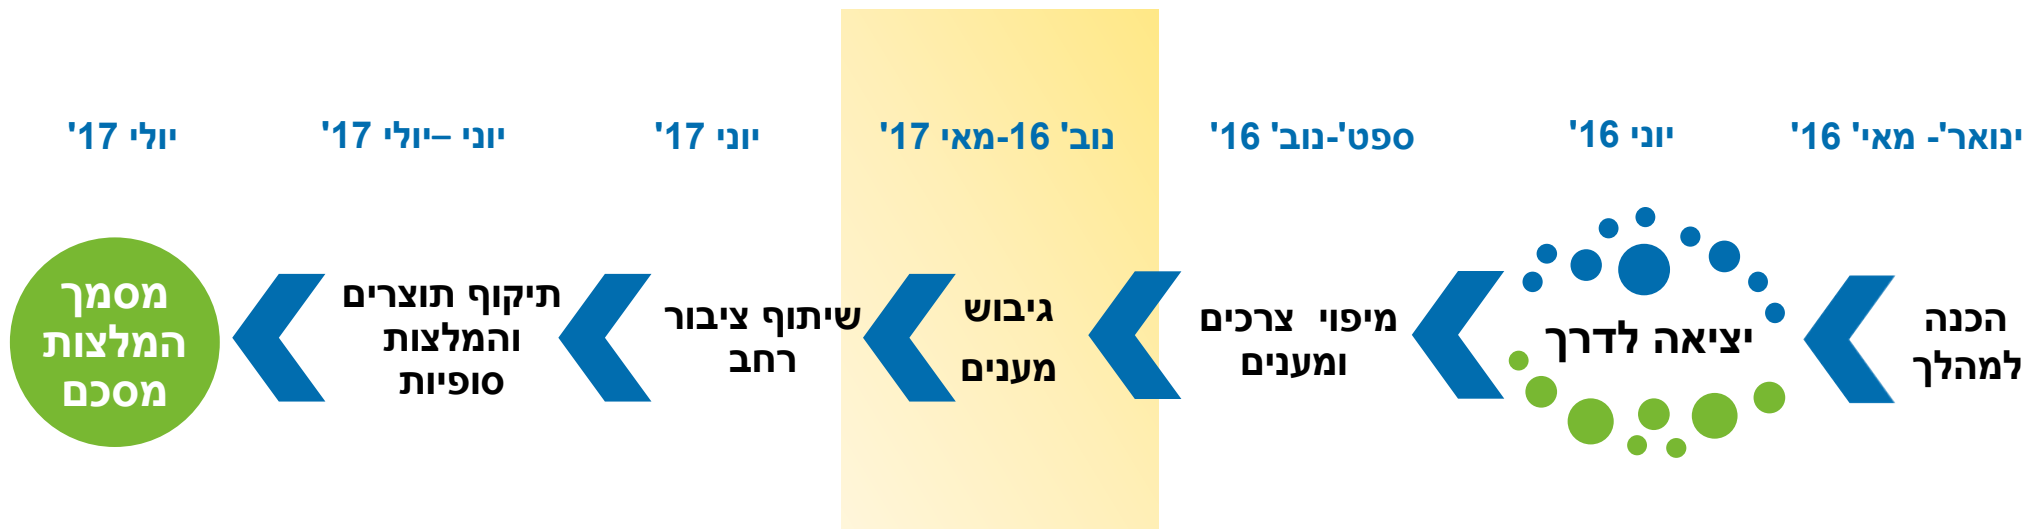 ינואר'- מאי' 16'
יוני 16'
ספט'-נוב' 16'
נוב' 16-מאי 17'
יוני 17'
יוני –יולי 17'
יולי 17'
הכנה
למהלך
יציאה לדרך
מיפוי צרכים
ומענים
גיבוש
מענים
שיתוף ציבור
רחב
תיקוף תוצרים
והמלצות
סופיות
מסמך
המלצות
מסכם